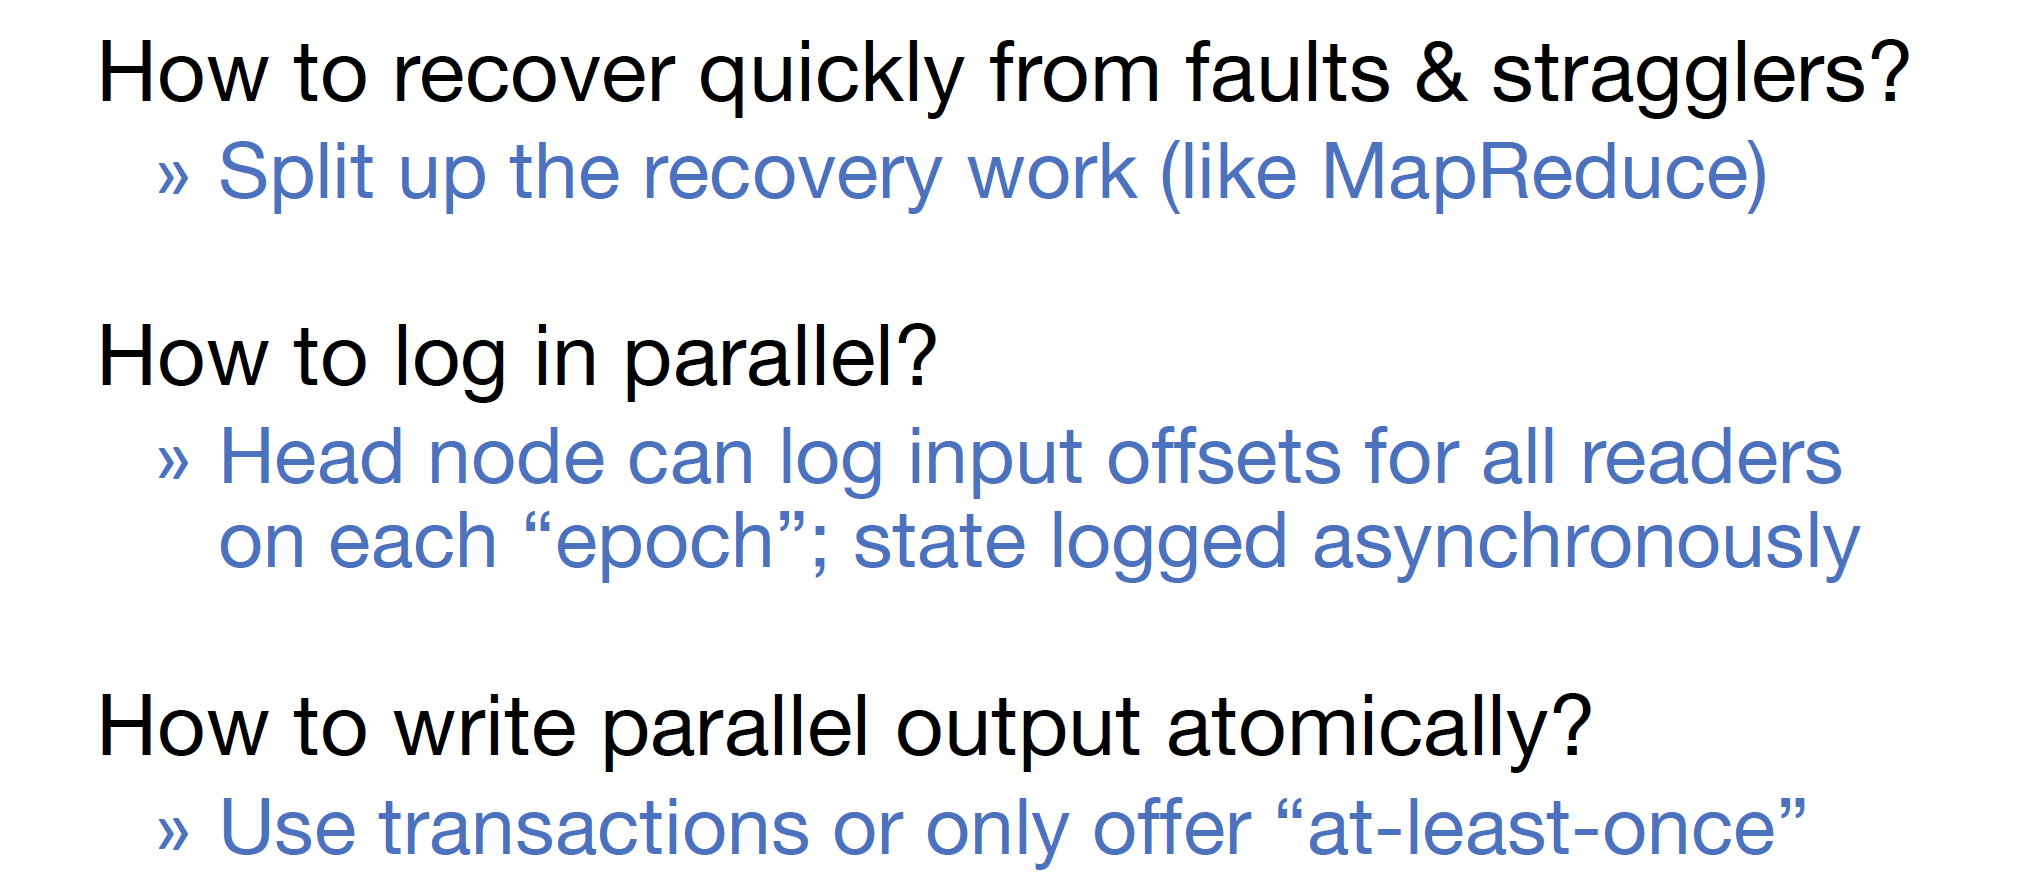 How to recover quickly from faults & stragglers?
» Split up the recovery work (like MapReduce)
How to log in parallel?
» Head node can log input offsets for all readers
on each “epoch”; state logged asynchronously
How to write parallel output atomically?
» Use transactions or only offer “at-least-once”